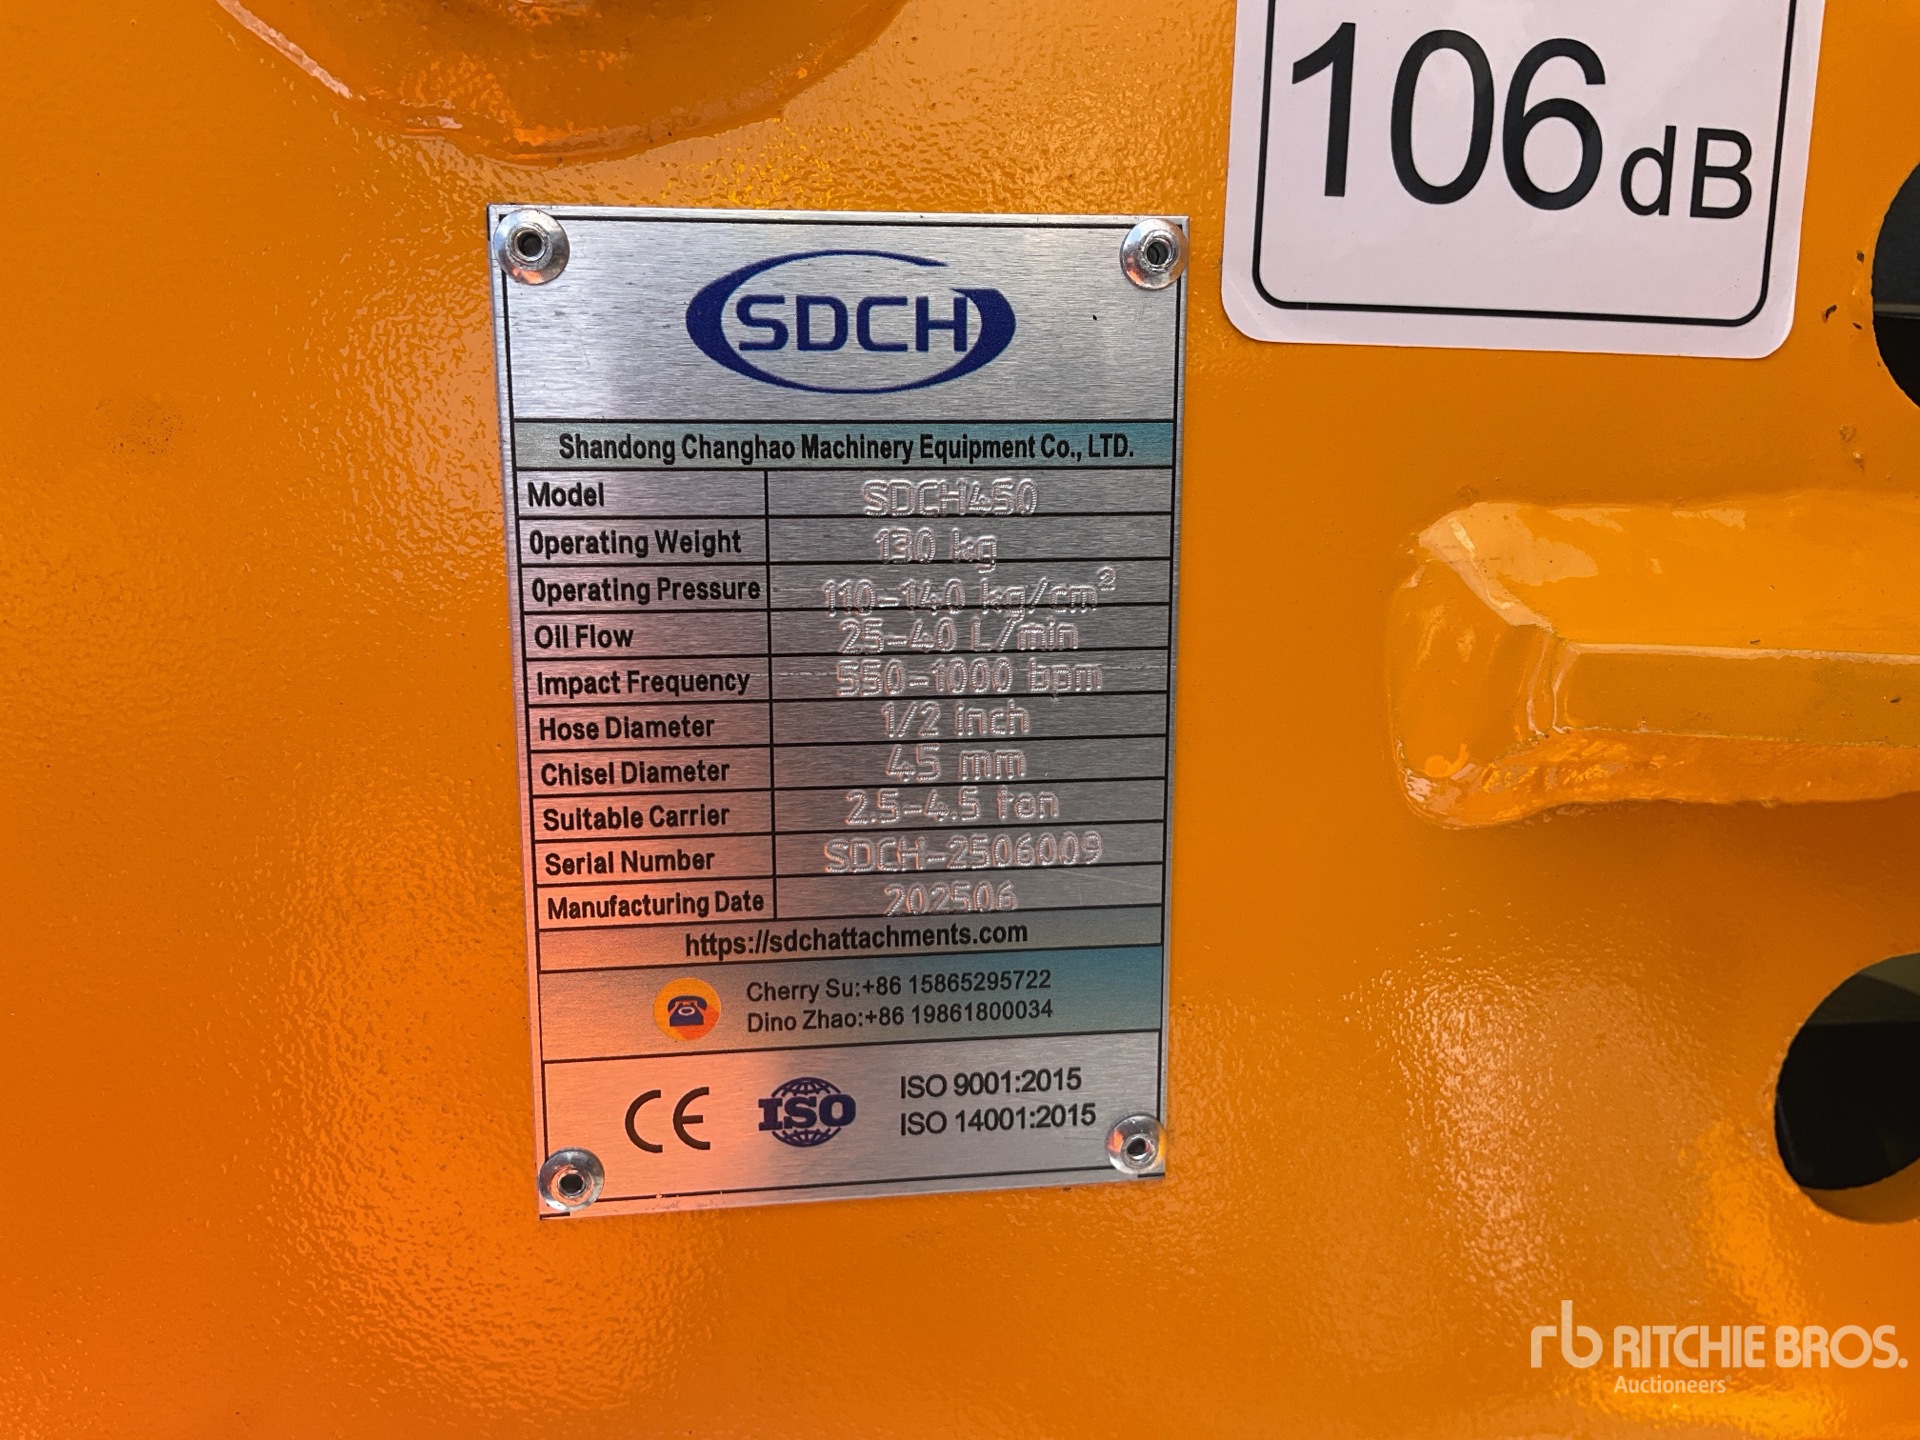 106 dB
SDCH
Shandong Changhao Machinery Equipment Co., LTD.
Model SDCH450
Operating Weight 130 kg
Operating Pressure 110-140 kg/cm²
Oil Flow 25-40 L/min
Impact Frequency 550-1000 bpm
Hose Diameter 1/2 inch
Chisel Diameter 45 mm
Suitable Carrier 2.5-4.5 ton
Serial Number SDCH-2506009
Manufacturing Date 202506
https://sdchattachments.com
Cherry Su:+86 15865295722
Dino Zhao:+86 19861800034
CE ISO ISO 9001:2015
ISO 14001:2015
rb RITCHIE BROS.
Auctioneers